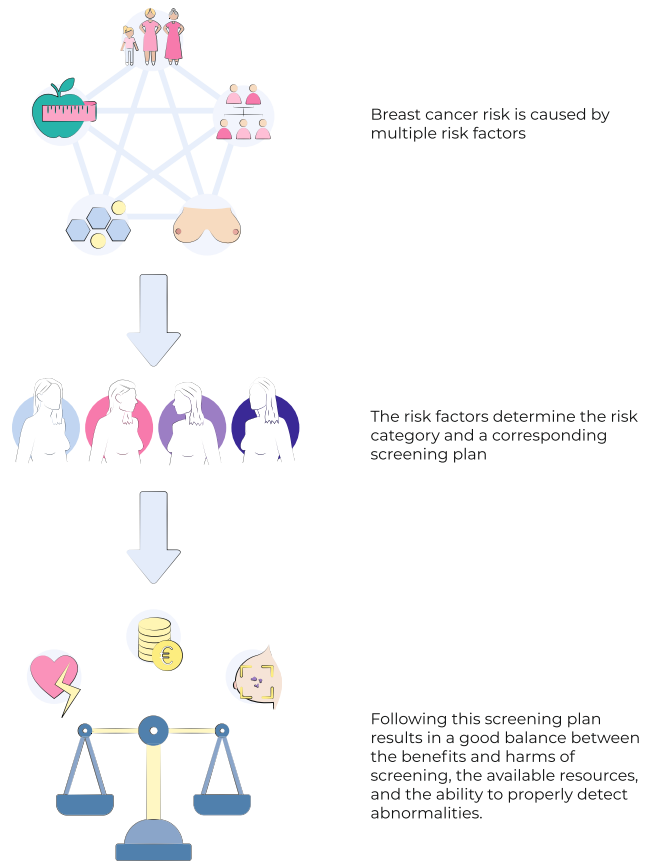 Breast cancer risk is caused by
multiple risk factors
The risk factors determine the risk
category and a corresponding
screening plan
€
Following this screening plan
results in a good balance between
the benefits and harms of
screening, the available resources,
and the ability to properly detect
abnormalities.